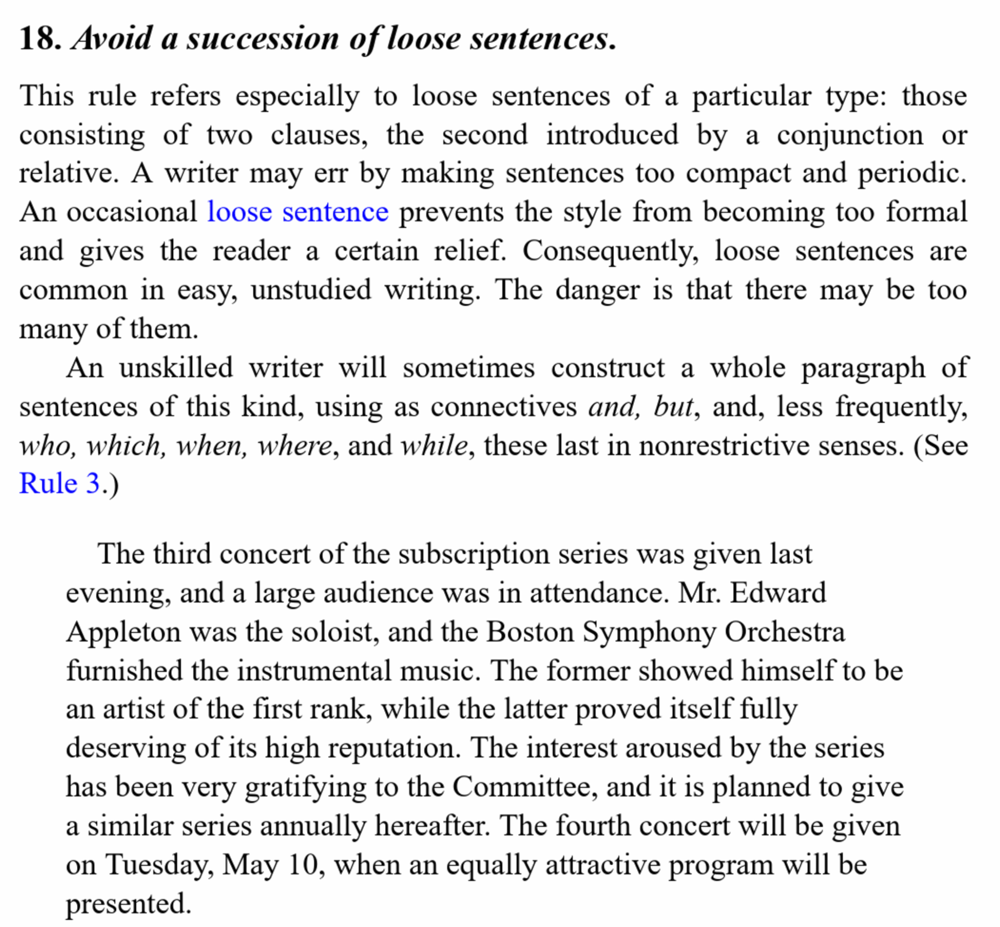 18. Avoid a succession of loose sentences.
This rule refers especially to loose sentences of a particular type: those
consisting of two clauses, the second introduced by a conjunction or
relative. A writer may err by making sentences too compact and periodic.
An occasional loose sentence prevents the style from becoming too formal
and gives the reader a certain relief. Consequently, loose sentences are
common in easy, unstudied writing. The danger is that there may be too
many of them.
An unskilled writer will sometimes construct a whole paragraph of
sentences of this kind, using as connectives and, but, and, less frequently,
who, which, when, where, and while, these last in nonrestrictive senses. (See
Rule 3.)
The third concert of the subscription series was given last
evening, and a large audience was in attendance. Mr. Edward
Appleton was the soloist, and the Boston Symphony Orchestra
furnished the instrumental music. The former showed himself to be
an artist of the first rank, while the latter proved itself fully
deserving of its high reputation. The interest aroused by the series
has been very gratifying to the Committee, and it is planned to give
a similar series annually hereafter. The fourth concert will be given
on Tuesday, May 10, when an equally attractive program will be
presented.